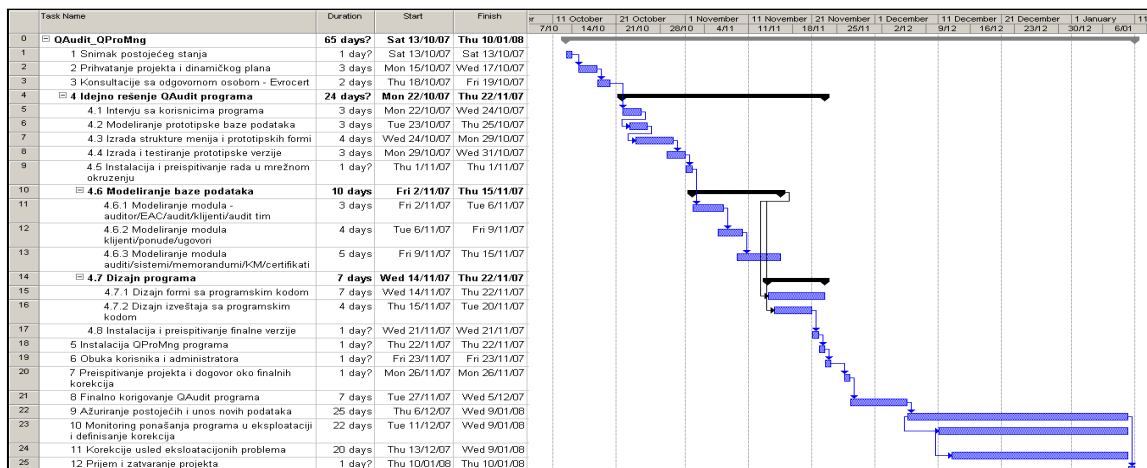 Task Name Duration Start Finish
11 October 21 October 1 November 11 November 21 November 1 December 11 December 21 December 1 January
7/10 14/10 21/10 28/10 4/11 11/11 18/11 25/11 2/12 9/12 16/12 23/12 30/12 6/01
0 QAudit_QProMng 65 days? Sat 13/10/07 Thu 10/01/08
1 1 Snimak postojećeg stanja 1 day? Sat 13/10/07 Sat 13/10/07
2 2 Prihvatanje projekta i dinamičkog plana 3 days Mon 15/10/07 Wed 17/10/07
3 3 Konsultacije sa odgovornom osobom - Evrocert 2 days Thu 18/10/07 Fri 19/10/07
4 4 Idejno rešenje QAudit programa 24 days? Mon 22/10/07 Thu 22/11/07
5 4.1 Intervju sa korisnicima programa 3 days Mon 22/10/07 Wed 24/10/07
6 4.2 Modeliranje prototipske baze podataka 3 days Tue 23/10/07 Thu 25/10/07
7 4.3 Izrada strukture menija i prototipskih formi 4 days Wed 24/10/07 Mon 29/10/07
8 4.4 Izrada i testiranje prototipske verzije 3 days Mon 29/10/07 Wed 31/10/07
9 4.5 Instalacija i preispitivanje rada u mrežnom 1 day? Thu 1/11/07 Thu 1/11/07
okruzenju
10 4.6 Modeliranje baze podataka 10 days Fri 2/11/07 Thu 15/11/07
11 4.6.1 Modeliranje modula - 3 days Fri 2/11/07 Tue 6/11/07
auditor/EAC/audit/klijenti/audit tim
12 4.6.2 Modeliranje modula 4 days Tue 6/11/07 Fri 9/11/07
klijenti/ponude/ugovori
13 4.6.3 Modeliranje modula 5 days Fri 9/11/07 Thu 15/11/07
auditi/sistemi/memorandumi/KM/certifikati
14 4.7 Dizajn programa 7 days Wed 14/11/07 Thu 22/11/07
15 4.7.1 Dizajn formi sa programskim kodom 7 days Wed 14/11/07 Thu 22/11/07
16 4.7.2 Dizajn izveštaja sa programskim 4 days Thu 15/11/07 Tue 20/11/07
kodom
17 4.8 Instalacija i preispitivanje finalne verzije 1 day? Wed 21/11/07 Wed 21/11/07
18 5 Instalacija QProMng programa 1 day? Thu 22/11/07 Thu 22/11/07
19 6 Obuka korisnika i administratora 1 day? Fri 23/11/07 Fri 23/11/07
20 7 Preispitivanje projekta i dogovor oko finalnih 1 day? Mon 26/11/07 Mon 26/11/07
korekcija
21 8 Finalno korigovanje QAudit programa 7 days Tue 27/11/07 Wed 5/12/07
22 9 Ažuriranje postojećih i unos novih podataka 25 days Thu 6/12/07 Wed 9/01/08
23 10 Monitoring ponašanja programa u eksploataciji 22 days Tue 11/12/07 Wed 9/01/08
i definisanje korekcija
24 11 Korekcije usled eksloatacijonih problema 20 days Thu 13/12/07 Wed 9/01/08
25 12 Prijem i zatvaranje projekta 1 day? Thu 10/01/08 Thu 10/01/08